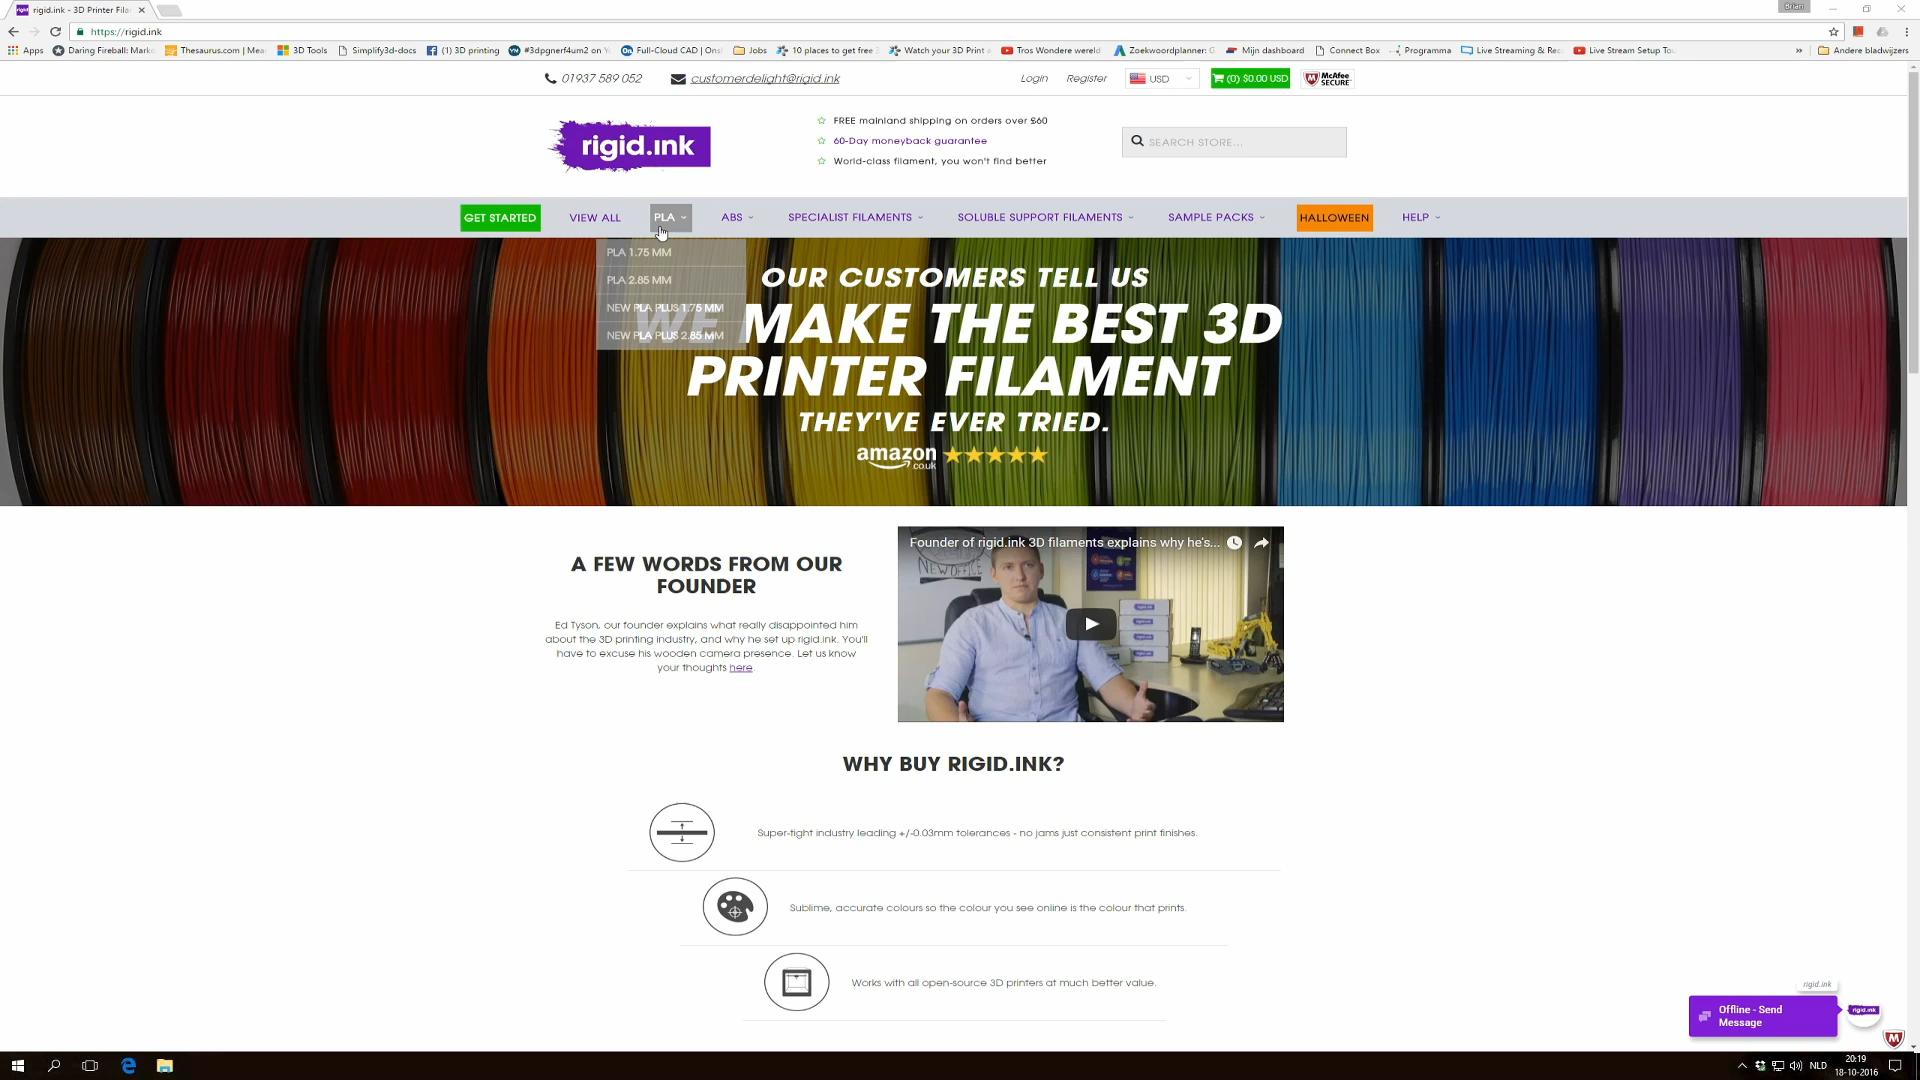 rigid.ink - 3D Printer Fila
Brian
https://rigid.ink
Apps
Daring Fireball: Marke
Thesaurus.com | Mea
3D Tools
Simplify3d-docs
(1) 3D printing
#3dpgnerf4um2 on Y
Full-Cloud CAD | Ons
Jobs
10 places to get free
Watch your 3D Print
Tros Wondere wereld
Zoekwoordplanner: G
Mijn dashboard
Connect Box
Programma
Live Streaming & Rec
Live Stream Setup Tou
»
Andere bladwijzers
01937 589 052
customerdelight@rigid.ink
Login
Register
USD
(0) $0.00 USD
McAfee
SECURE
rigid.ink
FREE mainland shipping on orders over £60
60-Day moneyback guarantee
World-class filament, you won't find better
SEARCH STORE...
GET STARTED
VIEW ALL
PLA
ABS
SPECIALIST FILAMENTS
SOLUBLE SUPPORT FILAMENTS
SAMPLE PACKS
HALLOWEEN
HELP
PLA 1.75 MM
PLA 2.85 MM
NEW PLA PLUS 1.75 MM
NEW PLA PLUS 2.85 MM
OUR CUSTOMERS TELL US
WE MAKE THE BEST 3D
PRINTER FILAMENT
THEY'VE EVER TRIED.
amazon
.co.uk
A FEW WORDS FROM OUR
FOUNDER
Ed Tyson, our founder explains what really disappointed him
about the 3D printing industry, and why he set up rigid.ink. You'll
have to excuse his wooden camera presence. Let us know
your thoughts here.
Founder of rigid.ink 3D filaments explains why he's...
NEW OFFICE
WHY BUY RIGID.INK?
Super-tight industry leading +/-0.03mm tolerances - no jams just consistent print finishes.
Sublime, accurate colours so the colour you see online is the colour that prints.
Works with all open-source 3D printers at much better value.
rigid.ink
Offline - Send
Message
rigid.ink
NLD
20:19
18-10-2016